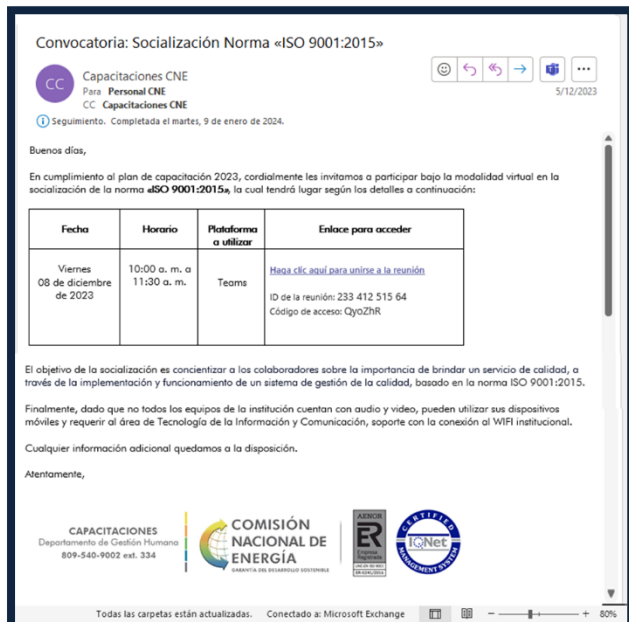 Convocatoria: Socialización Norma «ISO 9001:2015»
CC
Capacitaciones CNE
Para Personal CNE
CC Capacitaciones CNE
5/12/2023
Seguimiento. Completada el martes, 9 de enero de 2024.
Buenos días,
En cumplimiento al plan de capacitación 2023, cordialmente les invitamos a participar bajo la modalidad virtual en la
socialización de la norma «ISO 9001:2015», la cual tendrá lugar según los detalles a continuación:
Fecha Horario Plataforma a utilizar Enlace para acceder
Viernes
08 de diciembre
de 2023
10:00 a. m. a
11:30 a. m.
Teams
Haga clic aquí para unirse a la reunión
ID de la reunión: 233 412 515 64
Código de acceso: QyoZhR
El objetivo de la socialización es concientizar a los colaboradores sobre la importancia de brindar un servicio de calidad, a
través de la implementación y funcionamiento de un sistema de gestión de la calidad, basado en la norma ISO 9001:2015.
Finalmente, dado que no todos los equipos de la institución cuentan con audio y video, pueden utilizar sus dispositivos
móviles y requerir al área de Tecnología de la Información y Comunicación, soporte con la conexión al WIFI institucional.
Cualquier información adicional quedamos a la disposición.
Atentamente,
CAPACITACIONES
Departamento de Gestión Humana
809-540-9002 ext. 334
COMISIÓN
NACIONAL DE
ENERGÍA
GARANTÍA DEL DESARROLLO SOSTENIBLE
AENOR
ER
Empresa
Registrada
CERTIFIED
IQNet
MANAGEMENT SYSTEM
Todas las carpetas están actualizadas. Conectado a: Microsoft Exchange 80%